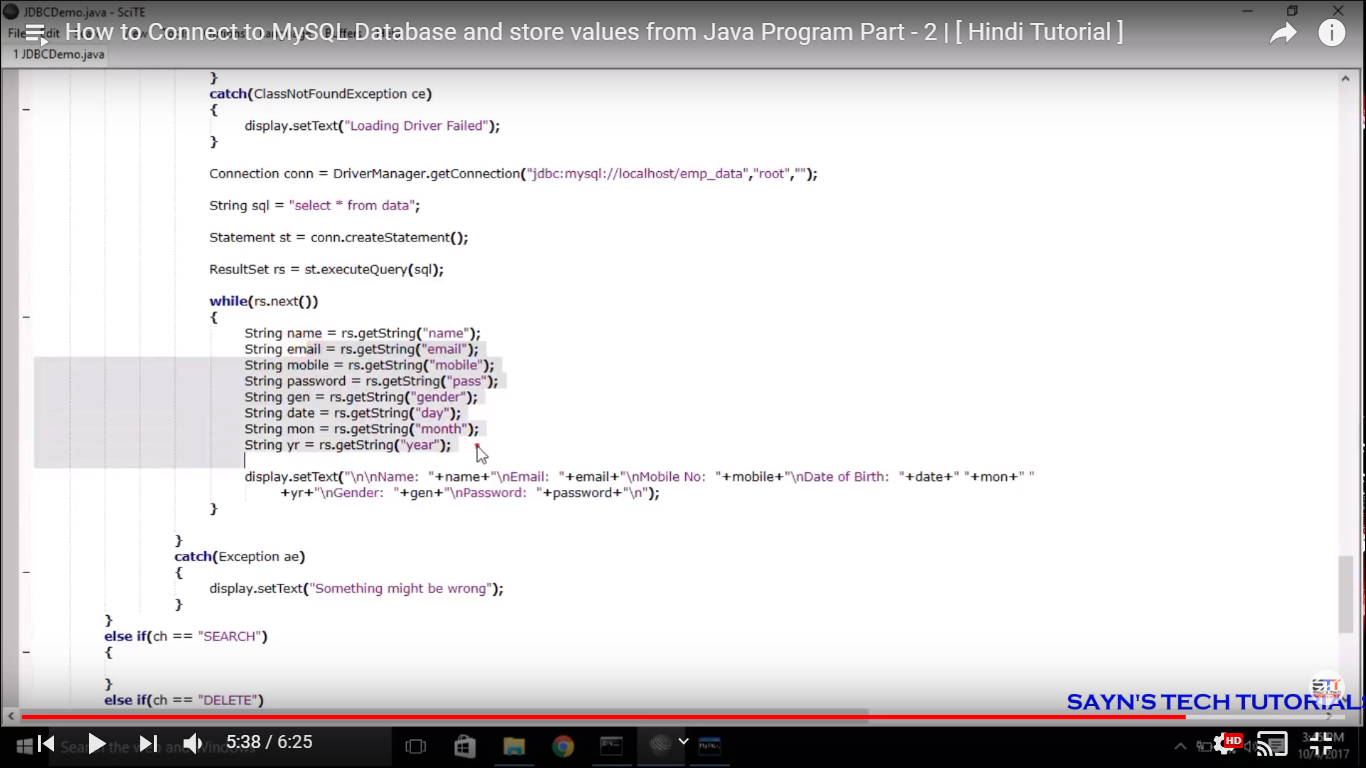 JDBCDemo.java - SciTE
How to Connect to MySQL Database and store values from Java Program Part - 2 | [ Hindi Tutorial ]
1 JDBCDemo.java
}
catch(ClassNotFoundException ce)
{
display.setText("Loading Driver Failed");
}
Connection conn = DriverManager.getConnection("jdbc:mysql://localhost/emp_data","root","");
String sql = "select * from data";
Statement st = conn.createStatement();
ResultSet rs = st.executeQuery(sql);
while(rs.next())
{
String name = rs.getString("name");
String email = rs.getString("email");
String mobile = rs.getString("mobile");
String password = rs.getString("pass");
String gen = rs.getString("gender");
String date = rs.getString("day");
String mon = rs.getString("month");
String yr = rs.getString("year");
display.setText("\n\nName:  "+name+"\nEmail:  "+email+"\nMobile No:  "+mobile+"\nDate of Birth:  "+date+" "+mon+" "
+yr+"\nGender:  "+gen+"\nPassword:  "+password+"\n");
}
}
catch(Exception ae)
{
display.setText("Something might be wrong");
}
}
else if(ch == "SEARCH")
{
}
else if(ch == "DELETE")
SAYN'S TECH TUTORIALS
Search the web and Windows
5:38 / 6:25
HD
10/4/2017